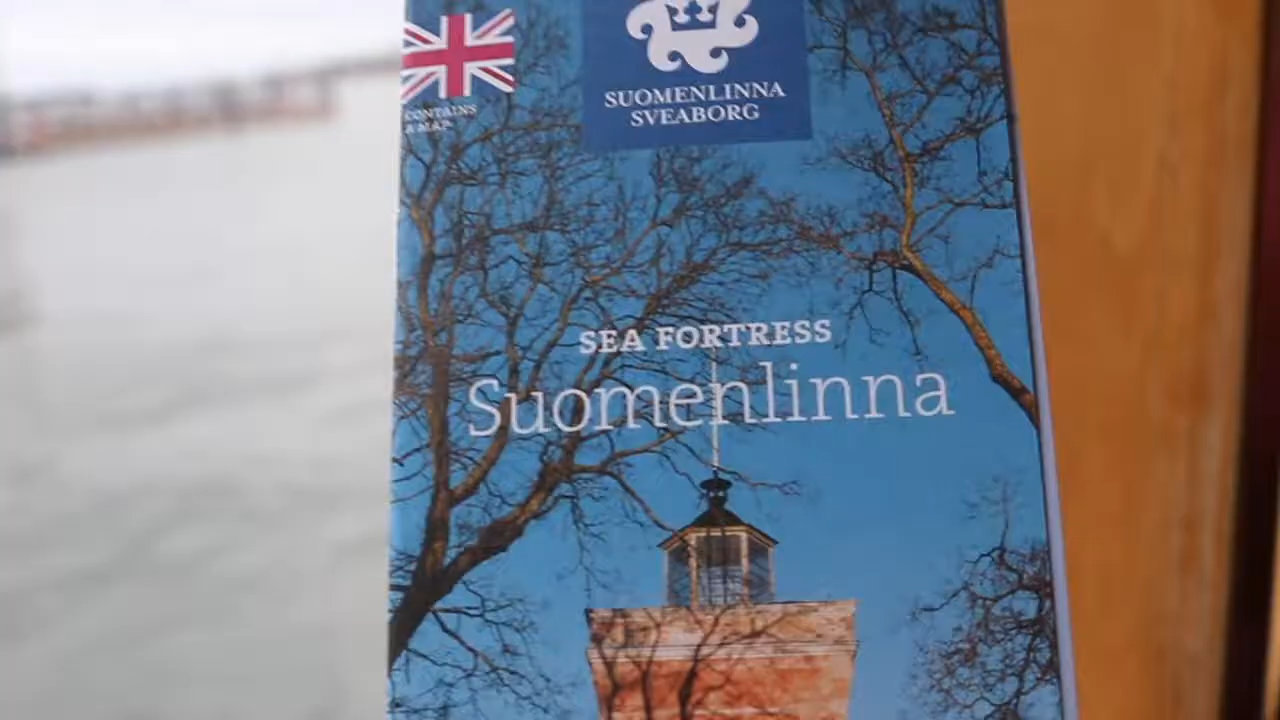 CONTAINS
A MAP
SUOMENLINNA
SVEABORG
SEA FORTRESS
Suomenlinna